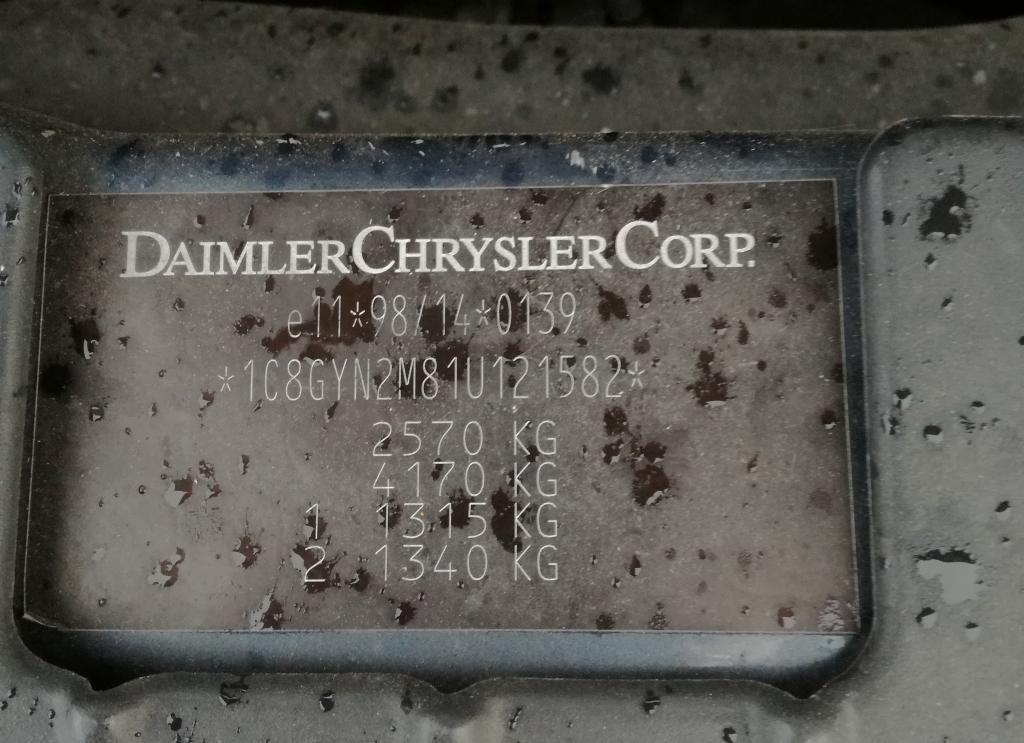 DAIMLERCHRYSLER CORP.
e11*98/14*0139
*1C8GYN2M81U121582*
2570 KG
4170 KG
1 1315 KG
2 1340 KG